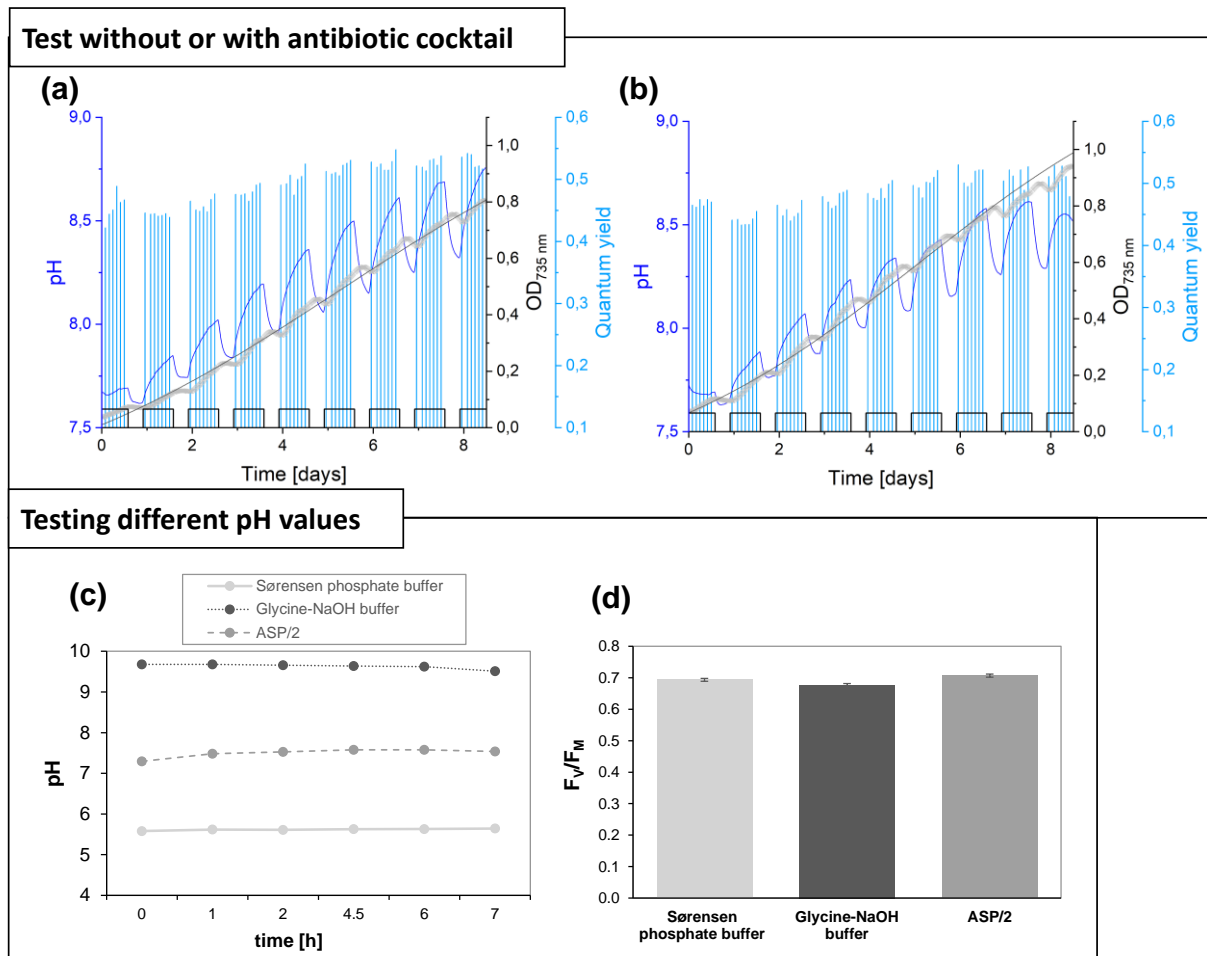 Test without or with antibiotic cocktail
(a)
9,0
8,5
8,0
7,5
pH
1,0
0,8
0,6
0,4
0,2
0,0
OD735 nm
0,6
0,5
0,4
0,3
0,2
0,1
Quantum yield
0 2 4 6 8
Time [days]
(b)
9,0
8,5
8,0
7,5
pH
1,0
0,8
0,6
0,4
0,2
0,0
OD735 nm
0,6
0,5
0,4
0,3
0,2
0,1
Quantum yield
0 2 4 6 8
Time [days]
Testing different pH values
(c)
Sørensen phosphate buffer
Glycine-NaOH buffer
ASP/2
10
9
8
7
6
5
4
pH
0 1 2 4.5 6 7
time [h]
(d)
0.8
0.7
0.6
0.5
0.4
0.3
0.2
0.1
0.0
FV/FM
Sørensen
phosphate buffer
Glycine-NaOH
buffer
ASP/2